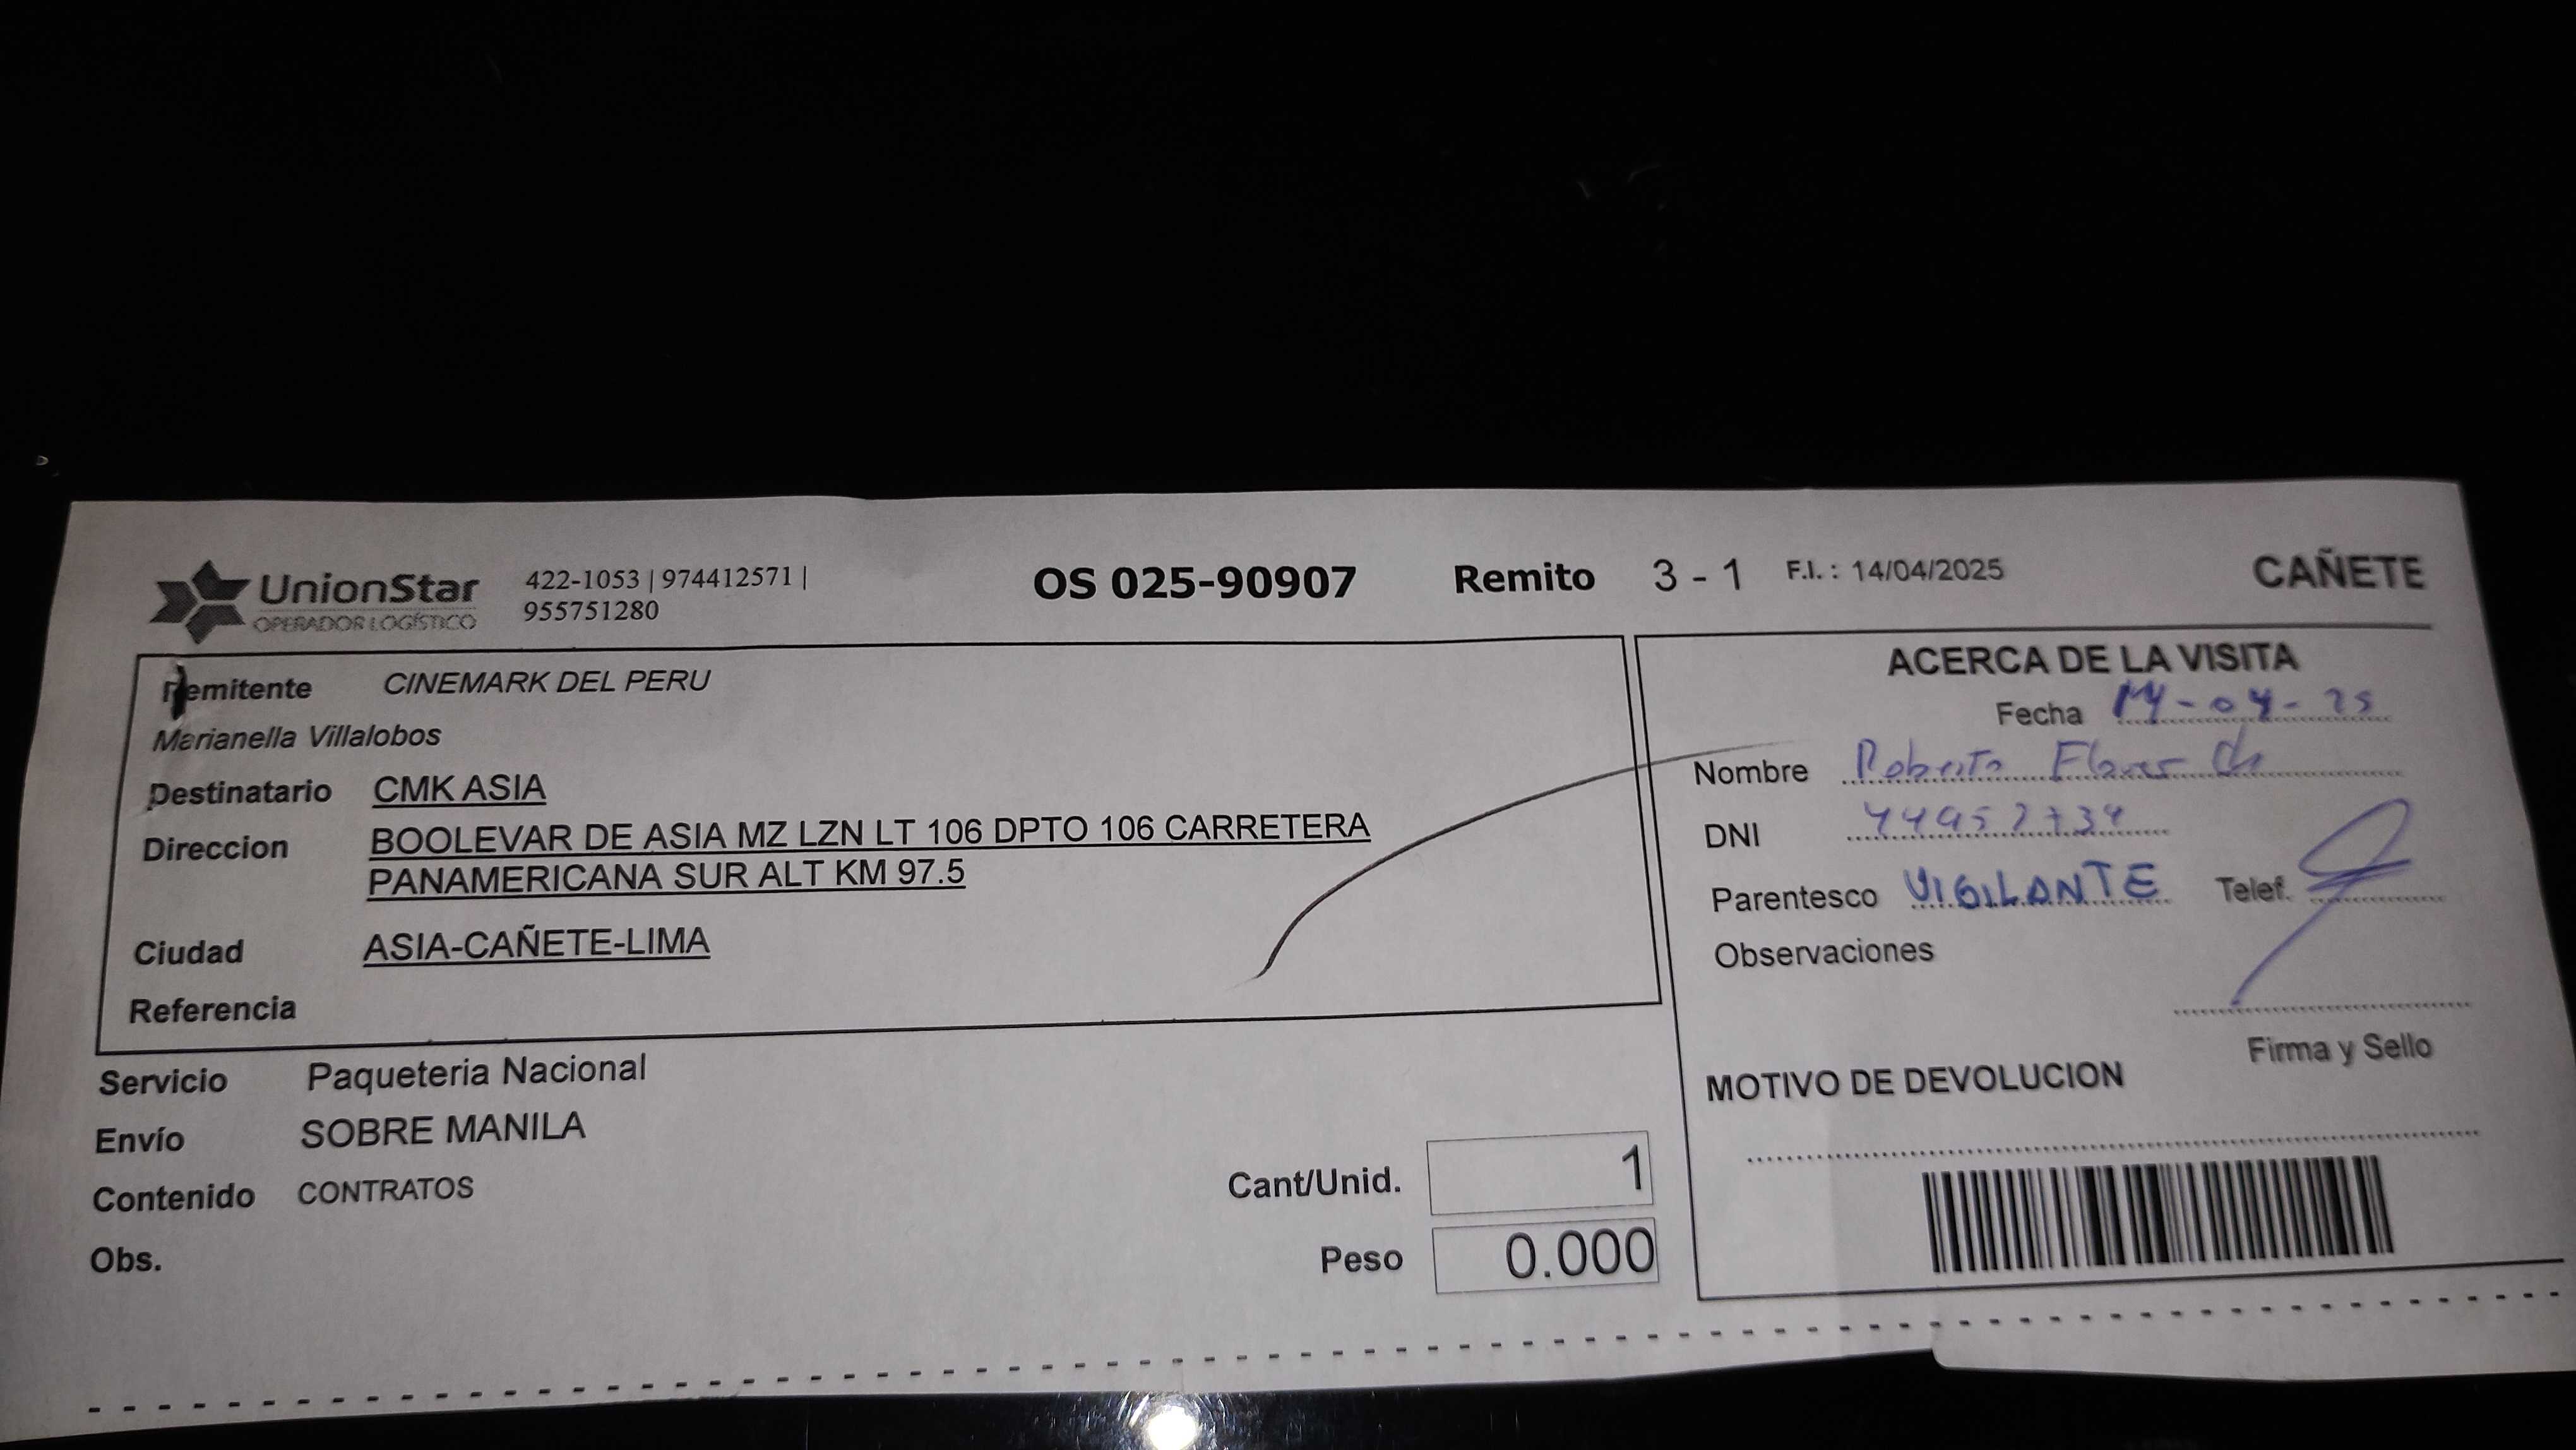 UnionStar
OPERADOR LOGÍSTICO
422-1053 | 974412571 |
955751280
OS 025-90907 Remito 3 - 1 F.I. : 14/04/2025 CAÑETE
Remitente CINEMARK DEL PERU
Marianella Villalobos
Destinatario CMK ASIA
Direccion BOOLEVAR DE ASIA MZ LZN LT 106 DPTO 106 CARRETERA
PANAMERICANA SUR ALT KM 97.5
Ciudad ASIA-CAÑETE-LIMA
Referencia
Servicio Paqueteria Nacional
Envío SOBRE MANILA
Contenido CONTRATOS
Obs.
Cant/Unid. 1
Peso 0.000
ACERCA DE LA VISITA
Fecha 14-04-25
Nombre Roberto
DNI
Parentesco VIGILANTE Telef.
Observaciones
Firma y Sello
MOTIVO DE DEVOLUCION